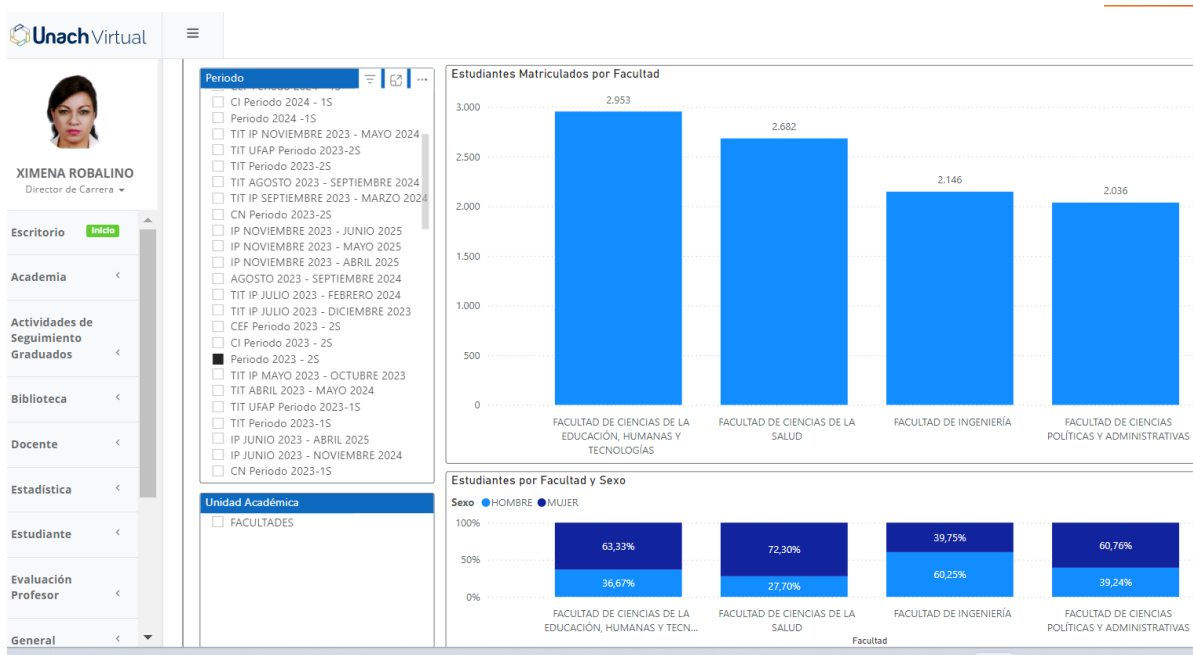 Unach Virtual
XIMENA ROBALINO
Director de Carrera
Escritorio Inicio
Academia
Actividades de
Seguimiento
Graduados
Biblioteca
Docente
Estadística
Estudiante
Evaluación
Profesor
General
Periodo
CI Periodo 2024 - 1S
Periodo 2024 -1S
TIT IP NOVIEMBRE 2023 - MAYO 2024
TIT UFAP Periodo 2023-2S
TIT Periodo 2023-2S
TIT AGOSTO 2023 - SEPTIEMBRE 2024
TIT IP SEPTIEMBRE 2023 - MARZO 2024
CN Periodo 2023-2S
IP NOVIEMBRE 2023 - JUNIO 2025
IP NOVIEMBRE 2023 - MAYO 2025
IP NOVIEMBRE 2023 - ABRIL 2025
AGOSTO 2023 - SEPTIEMBRE 2024
TIT IP JULIO 2023 - FEBRERO 2024
TIT IP JULIO 2023 - DICIEMBRE 2023
CEF Periodo 2023 - 2S
CI Periodo 2023 - 2S
Periodo 2023 - 2S
TIT IP MAYO 2023 - OCTUBRE 2023
TIT ABRIL 2023 - MAYO 2024
TIT UFAP Periodo 2023-1S
TIT Periodo 2023-1S
IP JUNIO 2023 - ABRIL 2025
IP JUNIO 2023 - NOVIEMBRE 2024
CN Periodo 2023-1S
Unidad Académica
FACULTADES
Estudiantes Matriculados por Facultad
3.000
2.500
2.000
1.500
1.000
500
0
2.953
2.682
2.146
2.036
FACULTAD DE CIENCIAS DE LA
EDUCACIÓN, HUMANAS Y
TECNOLOGÍAS
FACULTAD DE CIENCIAS DE LA
SALUD
FACULTAD DE INGENIERÍA
FACULTAD DE CIENCIAS
POLÍTICAS Y ADMINISTRATIVAS
Estudiantes por Facultad y Sexo
Sexo HOMBRE MUJER
100%
50%
0%
63,33%
72,30%
39,75%
60,76%
36,67%
27,70%
60,25%
39,24%
FACULTAD DE CIENCIAS DE LA
EDUCACIÓN, HUMANAS Y TECN...
FACULTAD DE CIENCIAS DE LA
SALUD
FACULTAD DE INGENIERÍA
FACULTAD DE CIENCIAS
POLÍTICAS Y ADMINISTRATIVAS
Facultad